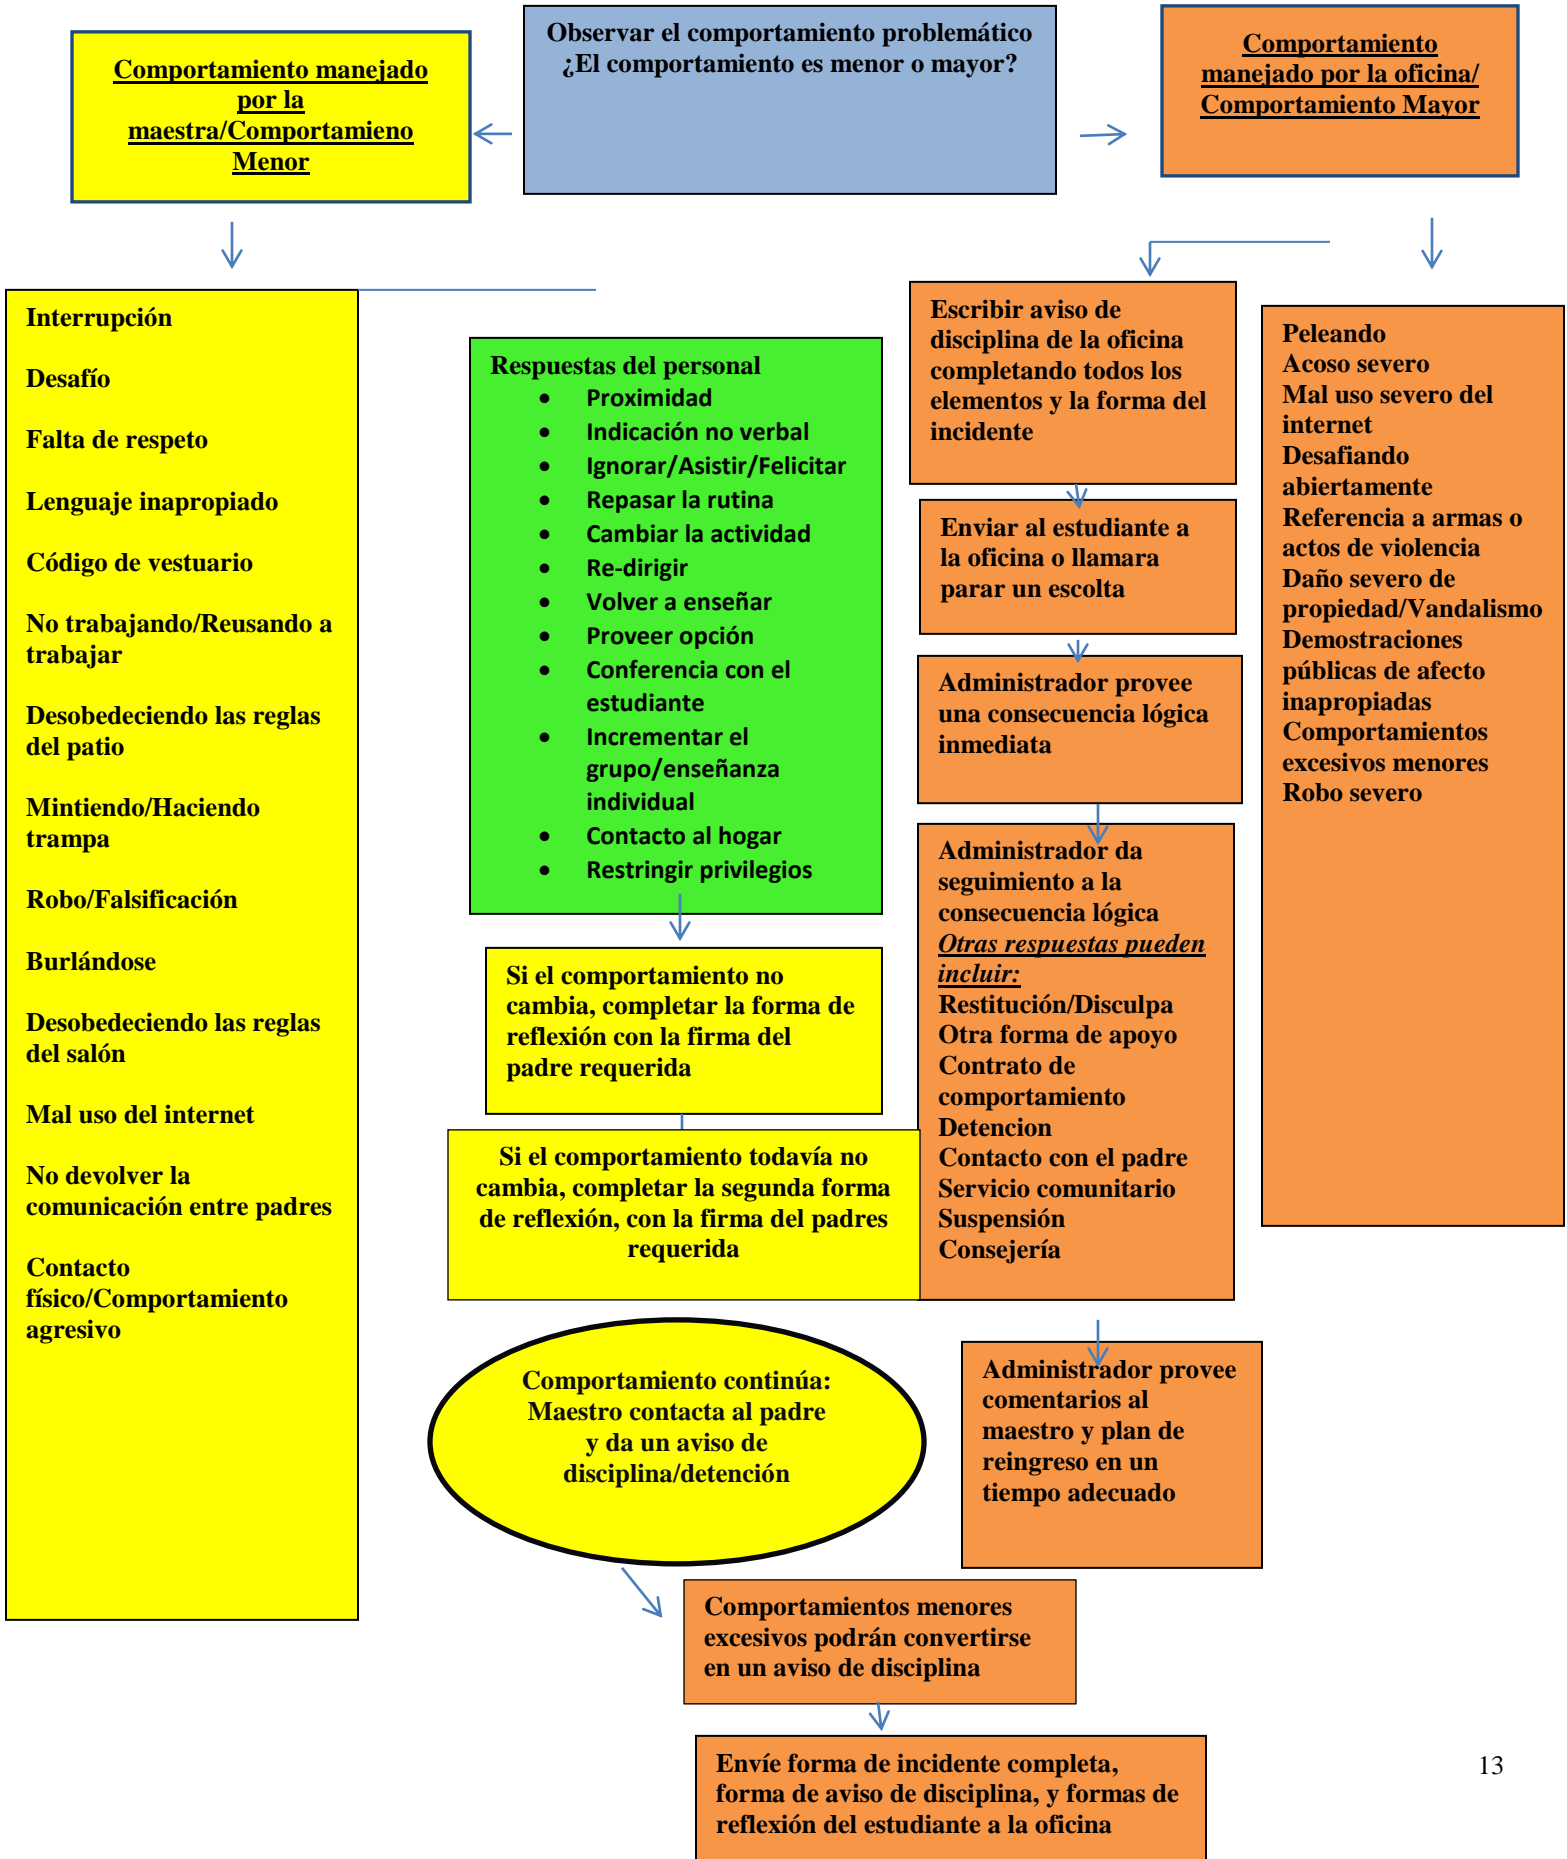 Observar el comportamiento problemático
¿El comportamiento es menor o mayor?
Comportamiento manejado
por la
maestra/Comportamieno
Menor
Comportamiento
manejado por la oficina/
Comportamiento Mayor
Interrupción
Desafío
Falta de respeto
Lenguaje inapropiado
Código de vestuario
No trabajando/Reusando a
trabajar
Desobedeciendo las reglas
del patio
Mintiendo/Haciendo
trampa
Robo/Falsificación
Burlándose
Desobedeciendo las reglas
del salón
Mal uso del internet
No devolver la
comunicación entre padres
Contacto
físico/Comportamiento
agresivo
Respuestas del personal
• Proximidad
• Indicación no verbal
• Ignorar/Asistir/Felicitar
• Repasar la rutina
• Cambiar la actividad
• Re-dirigir
• Volver a enseñar
• Proveer opción
• Conferencia con el
estudiante
• Incrementar el
grupo/enseñanza
individual
• Contacto al hogar
• Restringir privilegios
Si el comportamiento no
cambia, completar la forma de
reflexión con la firma del
padre requerida
Si el comportamiento todavía no
cambia, completar la segunda forma
de reflexión, con la firma del padres
requerida
Comportamiento continúa:
Maestro contacta al padre
y da un aviso de
disciplina/detención
Escribir aviso de
disciplina de la oficina
completando todos los
elementos y la forma del
incidente
Enviar al estudiante a
la oficina o llamara
parar un escolta
Administrador provee
una consecuencia lógica
inmediata
Administrador da
seguimiento a la
consecuencia lógica
Otras respuestas pueden
incluir:
Restitución/Disculpa
Otra forma de apoyo
Contrato de
comportamiento
Detencion
Contacto con el padre
Servicio comunitario
Suspensión
Consejería
Administrador provee
comentarios al
maestro y plan de
reingreso en un
tiempo adecuado
Peleando
Acoso severo
Mal uso severo del
internet
Desafiando
abiertamente
Referencia a armas o
actos de violencia
Daño severo de
propiedad/Vandalismo
Demostraciones
públicas de afecto
inapropiadas
Comportamientos
excesivos menores
Robo severo
Comportamientos menores
excesivos podrán convertirse
en un aviso de disciplina
Envíe forma de incidente completa,
forma de aviso de disciplina, y formas de
reflexión del estudiante a la oficina
13